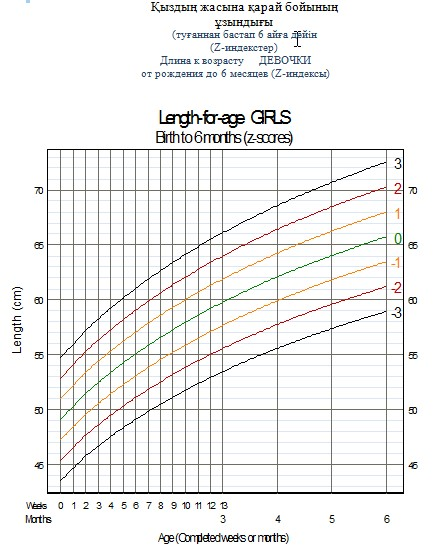 Қыздың жасына қарай бойының
ұзындығы
(туғаннан бастап 6 айға дейін
(Z-индекстер)
Длина к возрасту ДЕВОЧКИ
от рождения до 6 месяцев (Z-индексы)
Length-for-age GIRLS
Birth to 6 months (z-scores)
3
2
1
0
-1
-2
-3
70 70
65 65
60 60
55 55
50 50
45 45
Length (cm)
Weeks 0 1 2 3 4 5 6 7 8 9 10 11 12 13
Months 3 4 5 6
Age (Completed weeks or months)